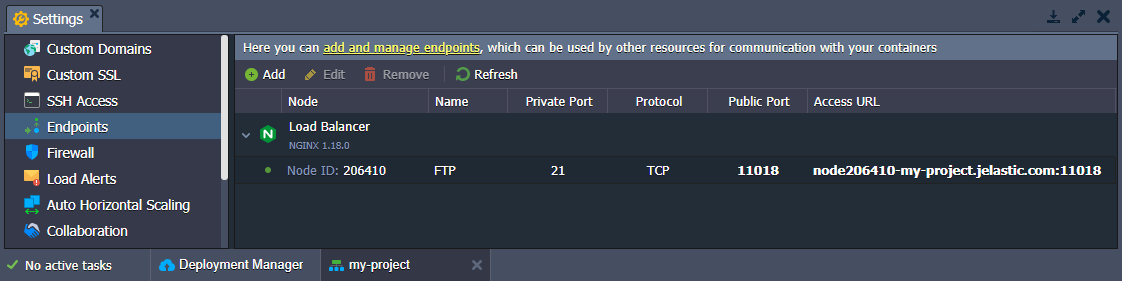 Settings
Custom Domains
Custom SSL
SSH Access
Endpoints
Firewall
Load Alerts
Auto Horizontal Scaling
Collaboration
Here you can add and manage endpoints, which can be used by other resources for communication with your containers
Add Edit Remove Refresh
Node Name Private Port Protocol Public Port Access URL
Load Balancer
NGINX 1.18.0
Node ID: 206410 FTP 21 TCP 11018 node206410-my-project.jelastic.com:11018
No active tasks Deployment Manager my-project